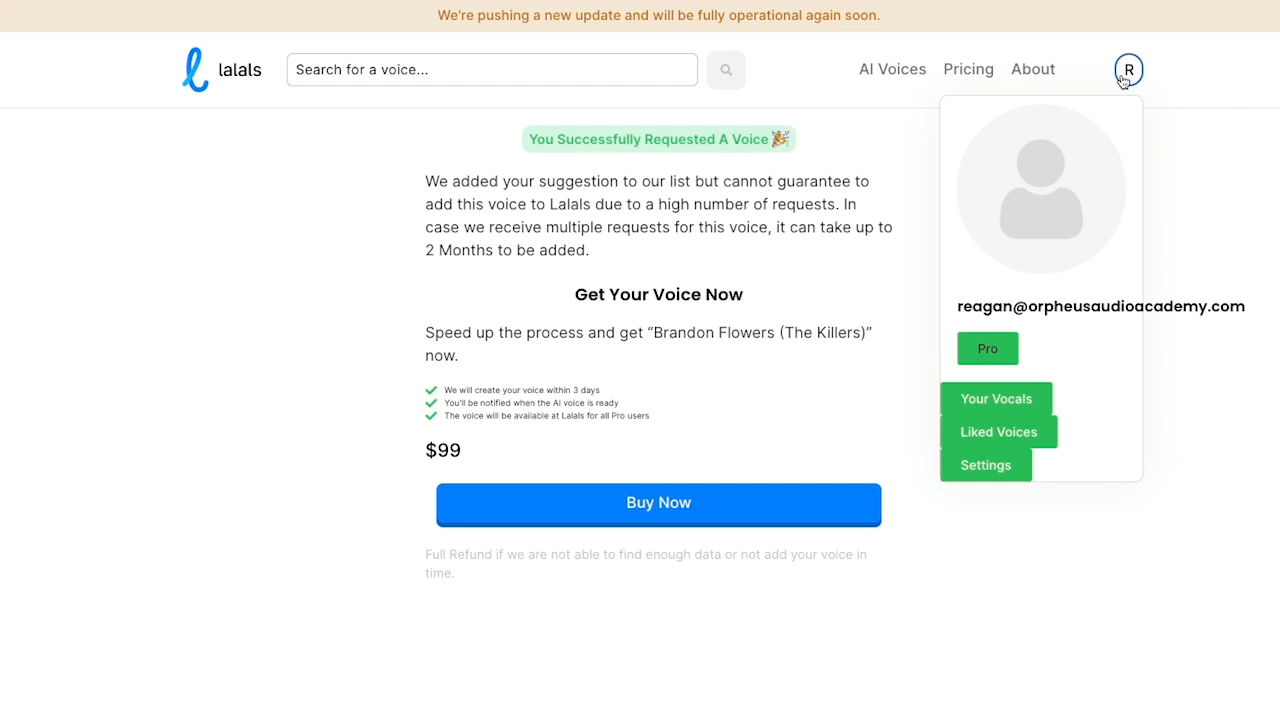 We're pushing a new update and will be fully operational again soon.
lalals
Search for a voice...
AI Voices
Pricing
About
R
You Successfully Requested A Voice 🎉
We added your suggestion to our list but cannot guarantee to
add this voice to Lalals due to a high number of requests. In
case we receive multiple requests for this voice, it can take up to
2 Months to be added.
Get Your Voice Now
Speed up the process and get “Brandon Flowers (The Killers)”
now.
We will create your voice within 3 days
You'll be notified when the AI voice is ready
The voice will be available at Lalals for all Pro users
$99
Buy Now
Full Refund if we are not able to find enough data or not add your voice in
time.
reagan@orpheusaudioacademy.com
Pro
Your Vocals
Liked Voices
Settings